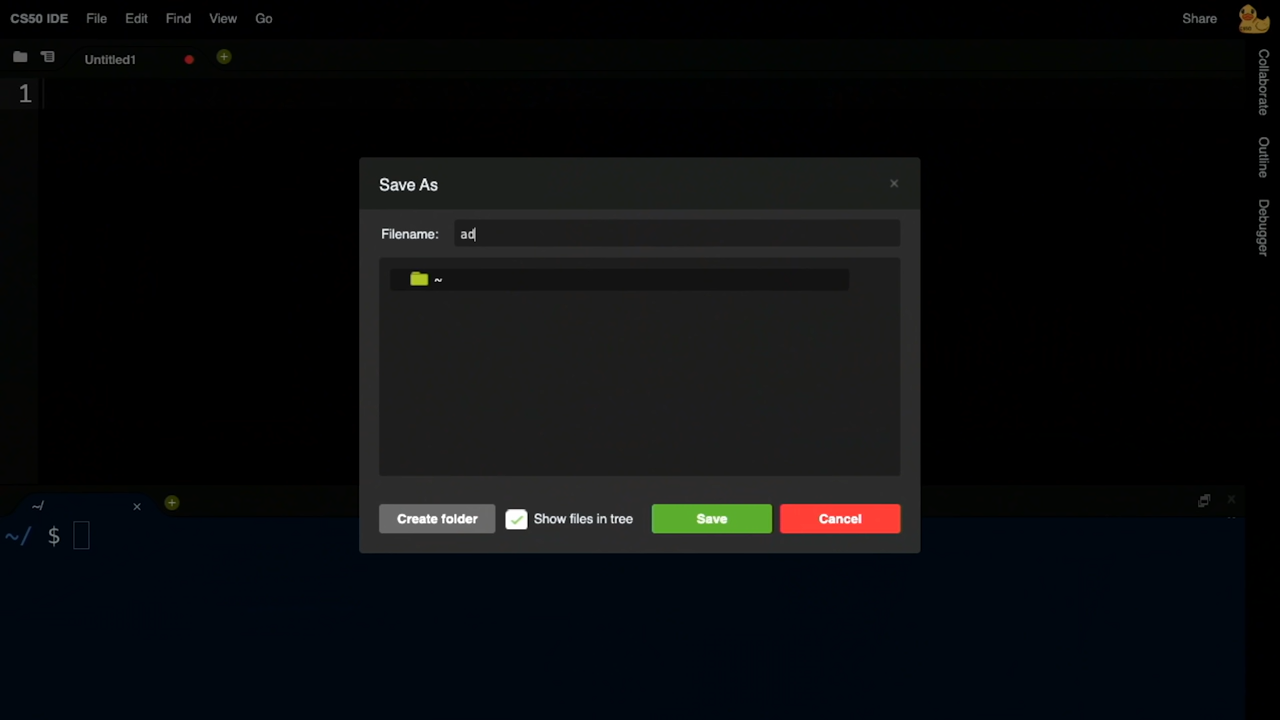 CS50 IDE File Edit Find View Go Share
Untitled1
1
Collaborate
Outline
Debugger
Save As ×
Filename: ad
~
Create folder Show files in tree Save Cancel
~/ ×
~/ $